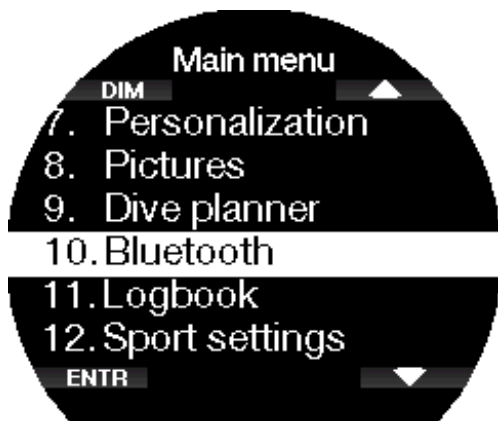 Main menu
DIM
7. Personalization
8. Pictures
9. Dive planner
10. Bluetooth
11. Logbook
12. Sport settings
ENTR